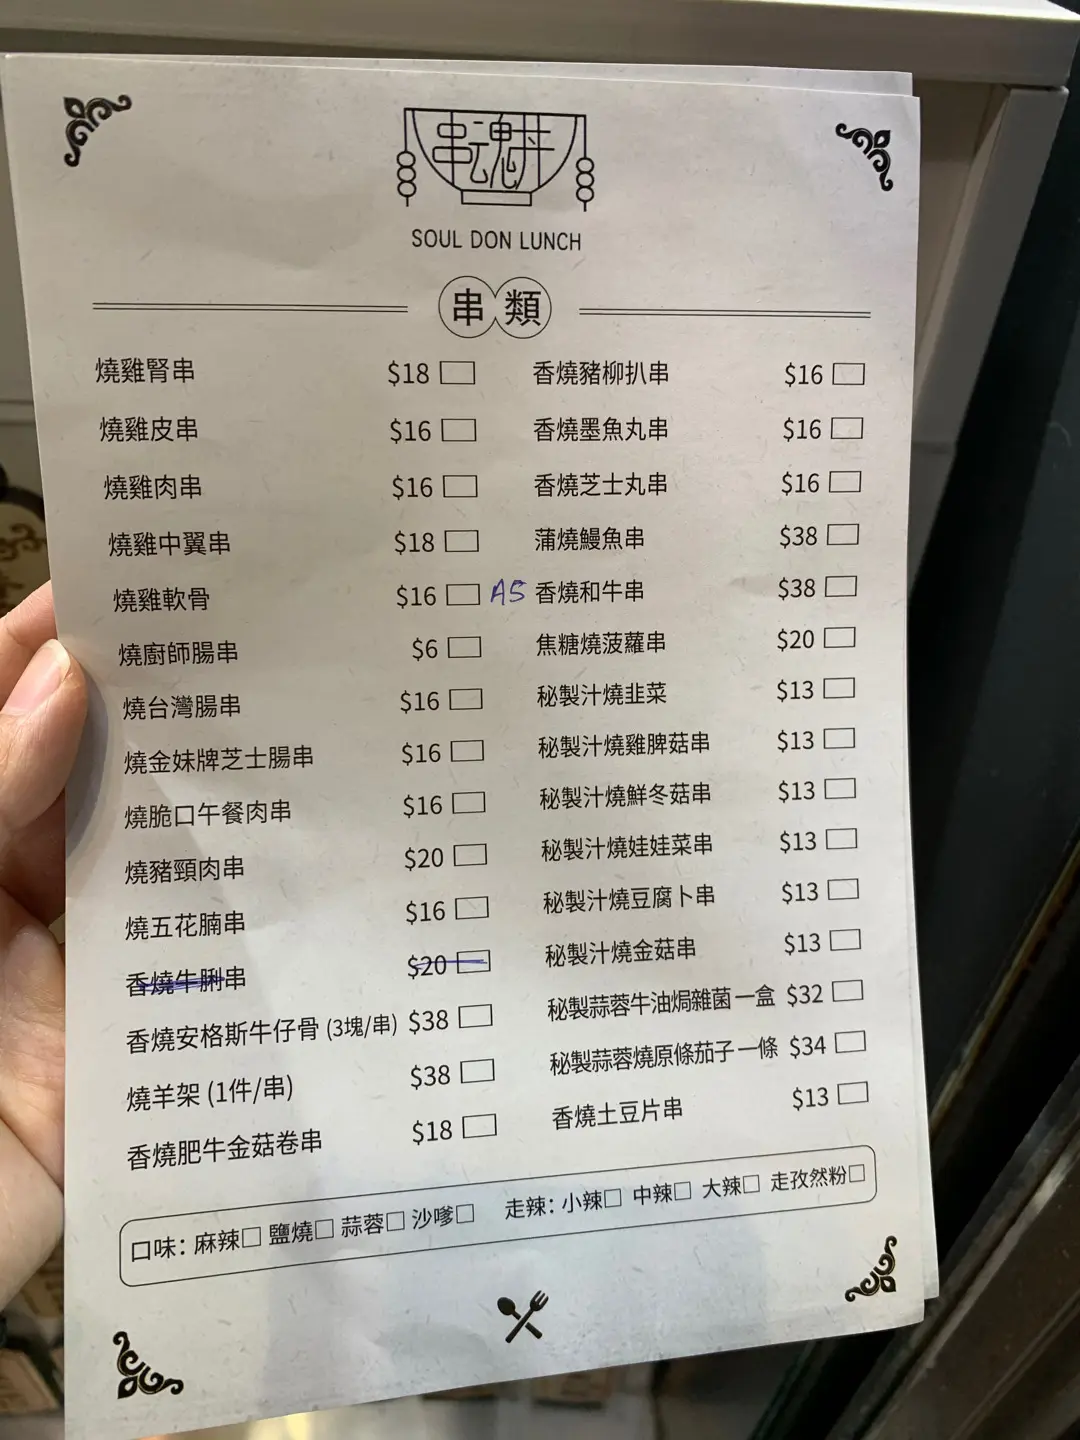 串魂丼
SOUL DON LUNCH
串類
燒雞腎串 $18
燒雞皮串 $16
燒雞肉串 $16
燒雞中翼串 $18
燒雞軟骨 $16
燒廚師腸串 $6
燒台灣腸串 $16
燒金妹牌芝士腸串 $16
燒脆口午餐肉串 $16
燒豬頸肉串 $20
燒五花腩串 $16
香燒牛脷串 $20
香燒安格斯牛仔骨 (3塊/串) $38
燒羊架 (1件/串) $38
香燒肥牛金菇卷串 $18
香燒豬柳扒串 $16
香燒墨魚丸串 $16
香燒芝士丸串 $16
蒲燒鰻魚串 $38
A5 香燒和牛串 $38
焦糖燒菠蘿串 $20
秘製汁燒韭菜 $13
秘製汁燒雞脾菇串 $13
秘製汁燒鮮冬菇串 $13
秘製汁燒娃娃菜串 $13
秘製汁燒豆腐卜串 $13
秘製汁燒金菇串 $13
秘製蒜蓉牛油焗雜菌一盒 $32
秘製蒜蓉燒原條茄子一條 $34
香燒土豆片串 $13
口味：麻辣□ 鹽燒□ 蒜蓉□ 沙嗲□ 走辣：小辣□ 中辣□ 大辣□ 走孜然粉□